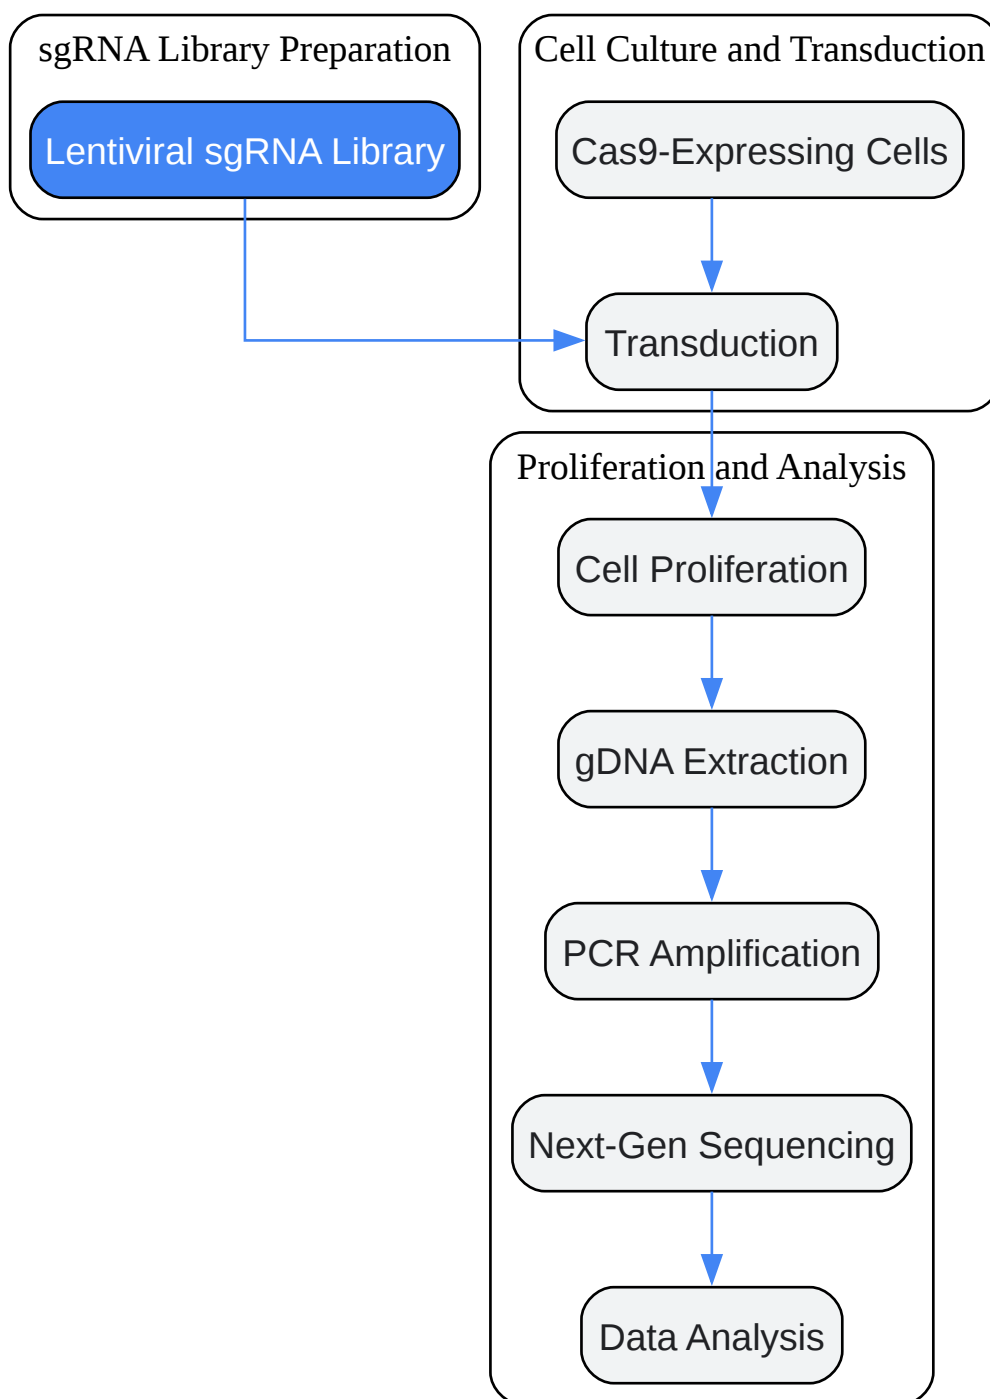 sgRNA Library Preparation
Lentiviral sgRNA Library
Cell Culture and Transduction
Cas9-Expressing Cells
Transduction
Proliferation and Analysis
Cell Proliferation
gDNA Extraction
PCR Amplification
Next-Gen Sequencing
Data Analysis